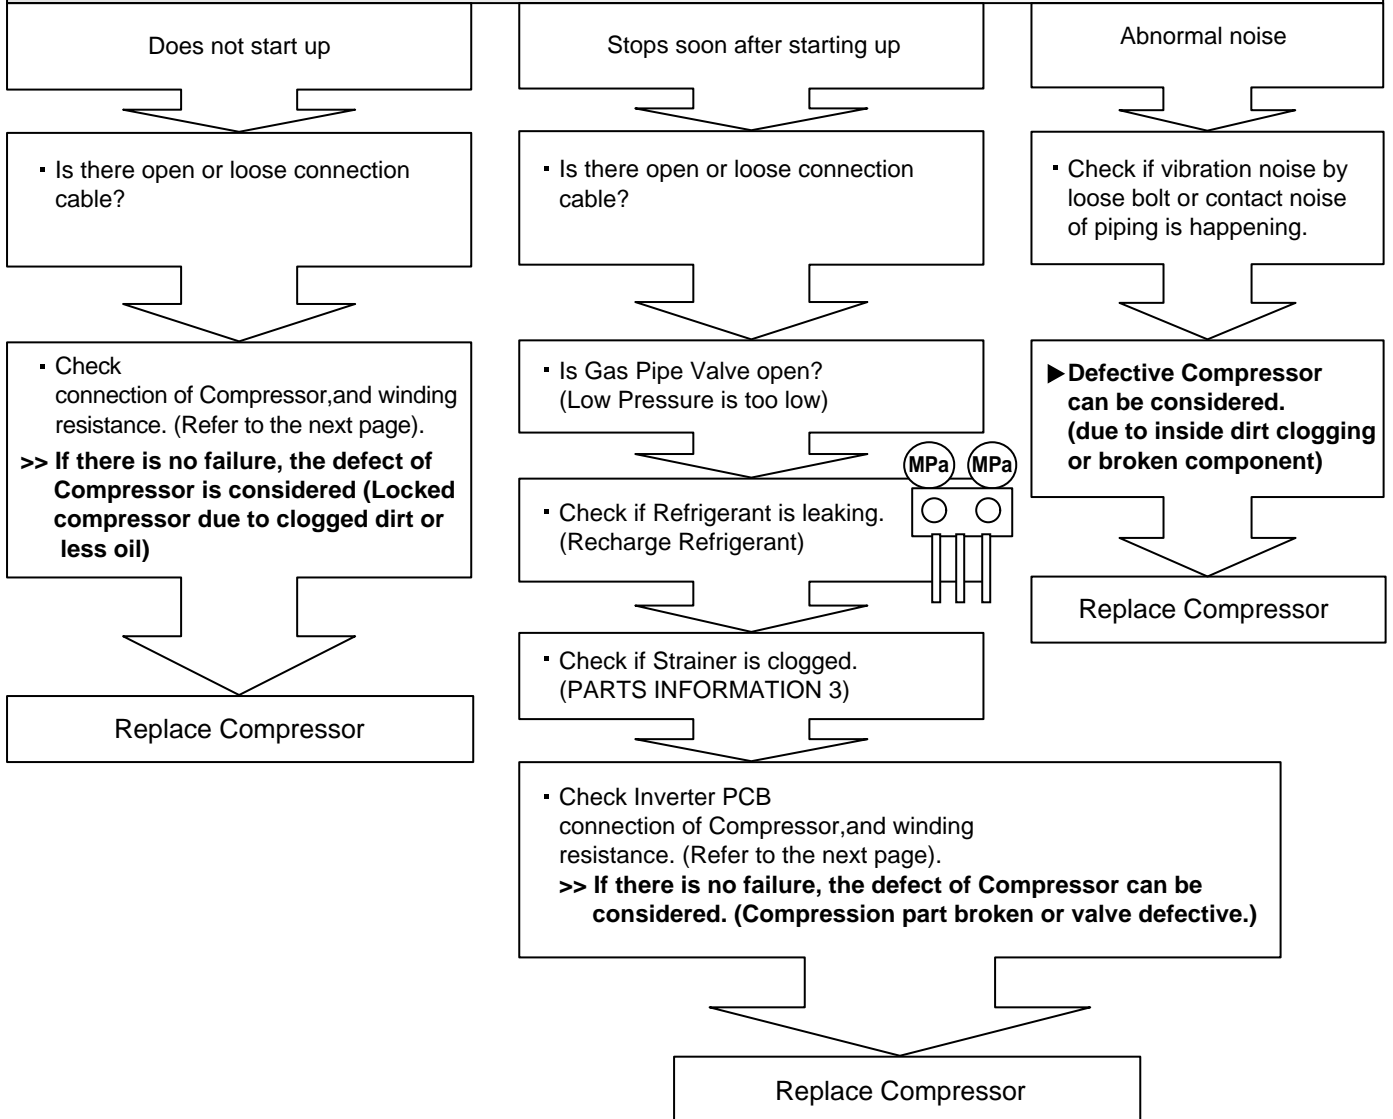 Does not start up
▪ Is there open or loose connection
cable?
▪ Check
connection of Compressor,and winding
resistance. (Refer to the next page).
>> If there is no failure, the defect of
Compressor is considered (Locked
compressor due to clogged dirt or
less oil)
Replace Compressor
Stops soon after starting up
▪ Is there open or loose connection
cable?
▪ Is Gas Pipe Valve open?
(Low Pressure is too low)
MPa MPa
▪ Check if Refrigerant is leaking.
(Recharge Refrigerant)
▪ Check if Strainer is clogged.
(PARTS INFORMATION 3)
▪ Check Inverter PCB
connection of Compressor,and winding
resistance. (Refer to the next page).
>> If there is no failure, the defect of Compressor can be
considered. (Compression part broken or valve defective.)
Replace Compressor
Abnormal noise
▪ Check if vibration noise by
loose bolt or contact noise
of piping is happening.
▶Defective Compressor
can be considered.
(due to inside dirt clogging
or broken component)
Replace Compressor